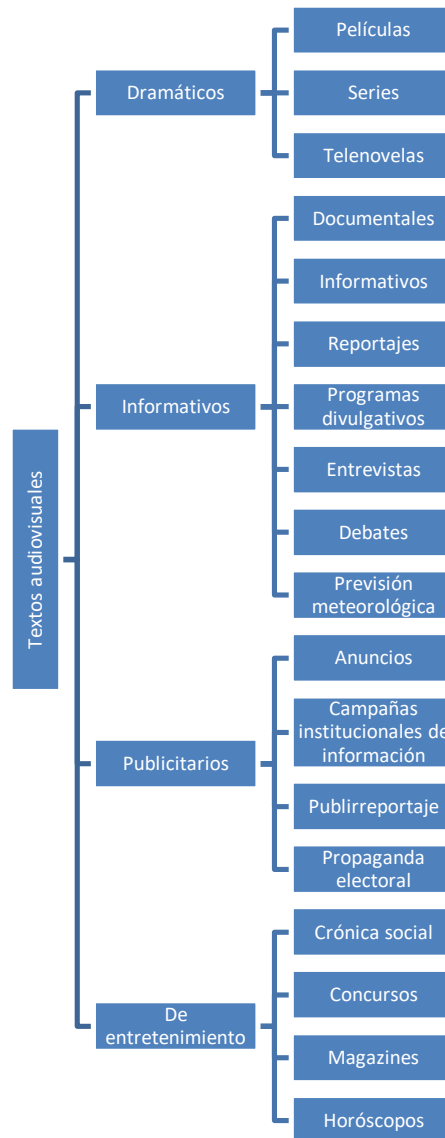 Textos audiovisuales
Dramáticos
Películas
Series
Telenovelas
Informativos
Documentales
Informativos
Reportajes
Programas
divulgativos
Entrevistas
Debates
Previsión
meteorológica
Publicitarios
Anuncios
Campañas
institucionales de
información
Publirreportaje
Propaganda
electoral
De
entretenimiento
Crónica social
Concursos
Magazines
Horóscopos